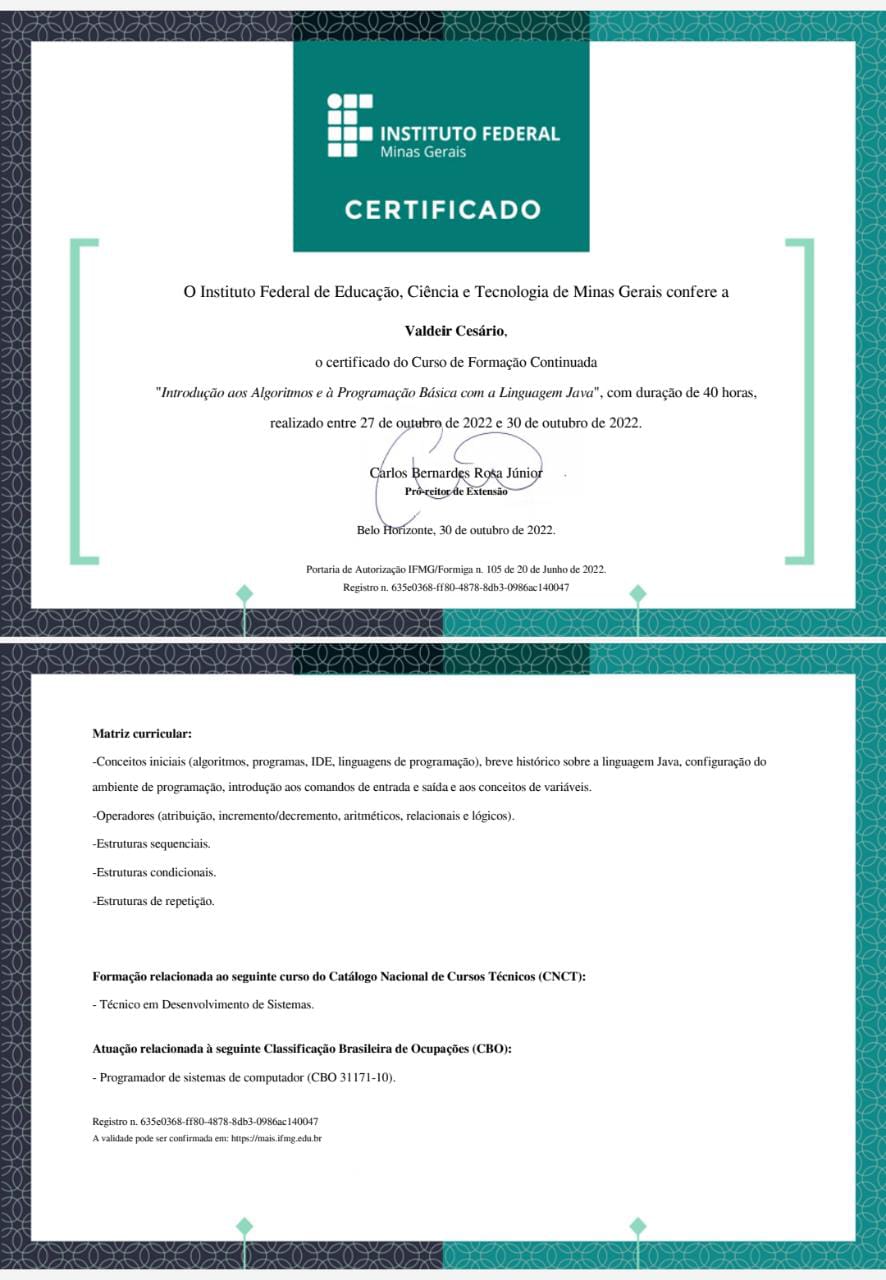 INSTITUTO FEDERAL
Minas Gerais
CERTIFICADO
O Instituto Federal de Educação, Ciência e Tecnologia de Minas Gerais confere a
Valdeir Cesário,
o certificado do Curso de Formação Continuada
"Introdução aos Algoritmos e à Programação Básica com a Linguagem Java", com duração de 40 horas,
realizado entre 27 de outubro de 2022 e 30 de outubro de 2022.
Carlos Bernardes Rosa Júnior
Pró-reitor de Extensão
Belo Horizonte, 30 de outubro de 2022.
Portaria de Autorização IFMG/Formiga n. 105 de 20 de Junho de 2022.
Registro n. 635e0368-ff80-4878-8db3-0986ac140047
Matriz curricular:
-Conceitos iniciais (algoritmos, programas, IDE, linguagens de programação), breve histórico sobre a linguagem Java, configuração do
ambiente de programação, introdução aos comandos de entrada e saída e aos conceitos de variáveis.
-Operadores (atribuição, incremento/decremento, aritméticos, relacionais e lógicos).
-Estruturas sequenciais.
-Estruturas condicionais.
-Estruturas de repetição.
Formação relacionada ao seguinte curso do Catálogo Nacional de Cursos Técnicos (CNCT):
- Técnico em Desenvolvimento de Sistemas.
Atuação relacionada à seguinte Classificação Brasileira de Ocupações (CBO):
- Programador de sistemas de computador (CBO 31171-10).
Registro n. 635e0368-ff80-4878-8db3-0986ac140047
A validade pode ser confirmada em: https://mais.ifmg.edu.br